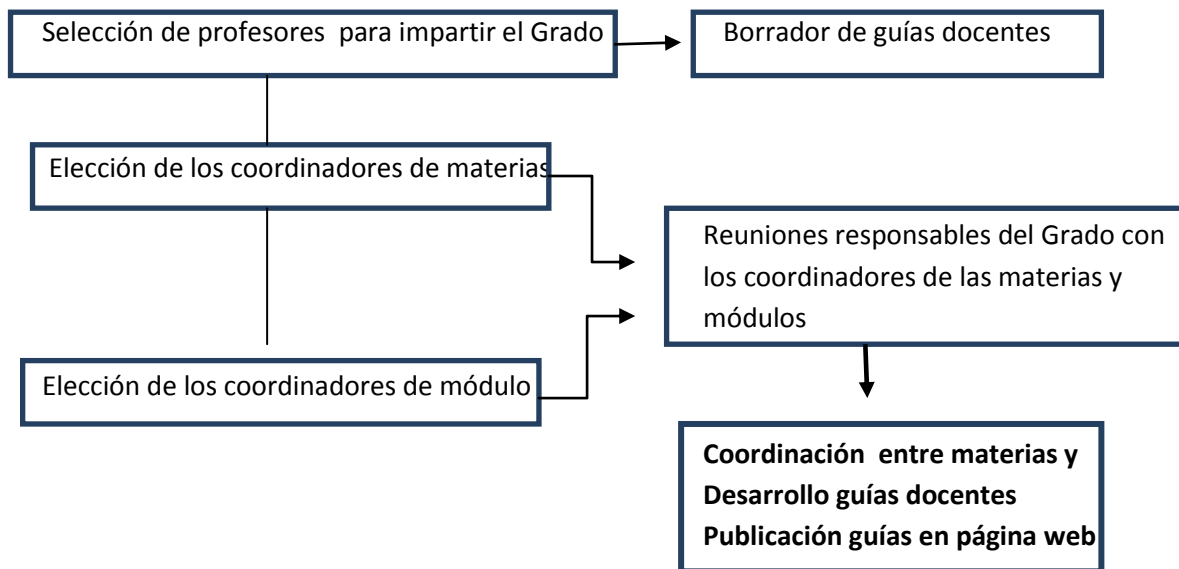 Selección de profesores para impartir el Grado
Borrador de guías docentes
Elección de los coordinadores de materias
Reuniones responsables del Grado con
los coordinadores de las materias y
módulos
Elección de los coordinadores de módulo
Coordinación entre materias y
Desarrollo guías docentes
Publicación guías en página web